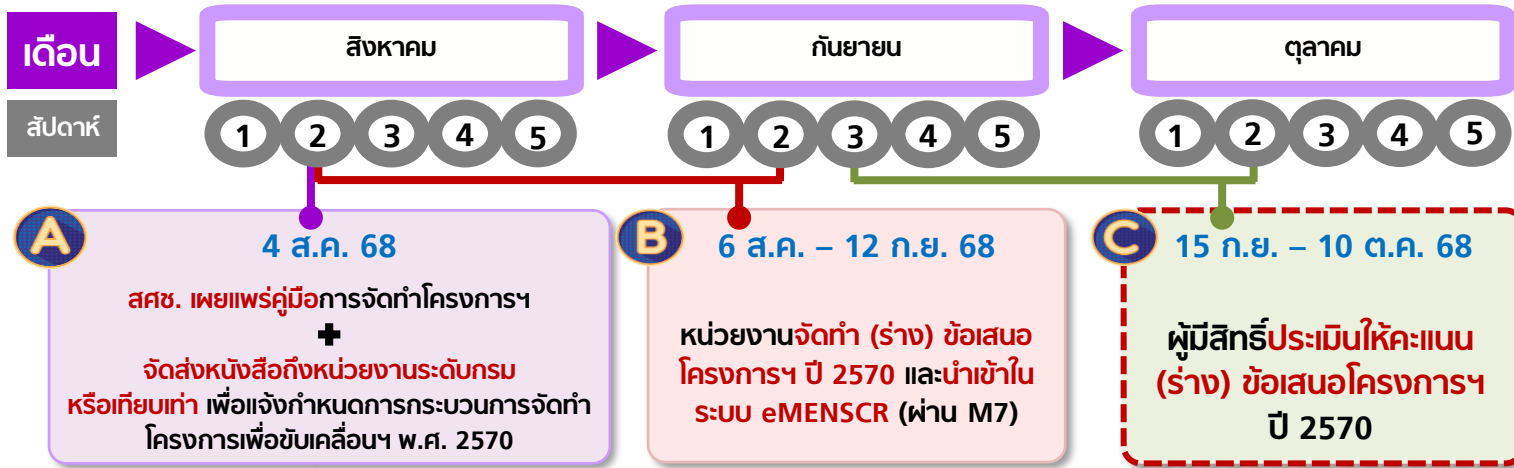 เดือน
สิงหาคม
กันยายน
ตุลาคม
สัปดาห์
1 2 3 4 5
1 2 3 4 5
1 2 3 4 5
A
4 ส.ค. 68
สศช. เผยแพร่คู่มือการจัดทำโครงการฯ
+
จัดส่งหนังสือถึงหน่วยงานระดับกรม
หรือเทียบเท่า เพื่อแจ้งกำหนดการกระบวนการจัดทำ
โครงการเพื่อขับเคลื่อนฯ พ.ศ. 2570
B
6 ส.ค. – 12 ก.ย. 68
หน่วยงานจัดทำ (ร่าง) ข้อเสนอ
โครงการฯ ปี 2570 และนำเข้าใน
ระบบ eMENSCR (ผ่าน M7)
C
15 ก.ย. – 10 ต.ค. 68
ผู้มีสิทธิ์ประเมินให้คะแนน
(ร่าง) ข้อเสนอโครงการฯ
ปี 2570